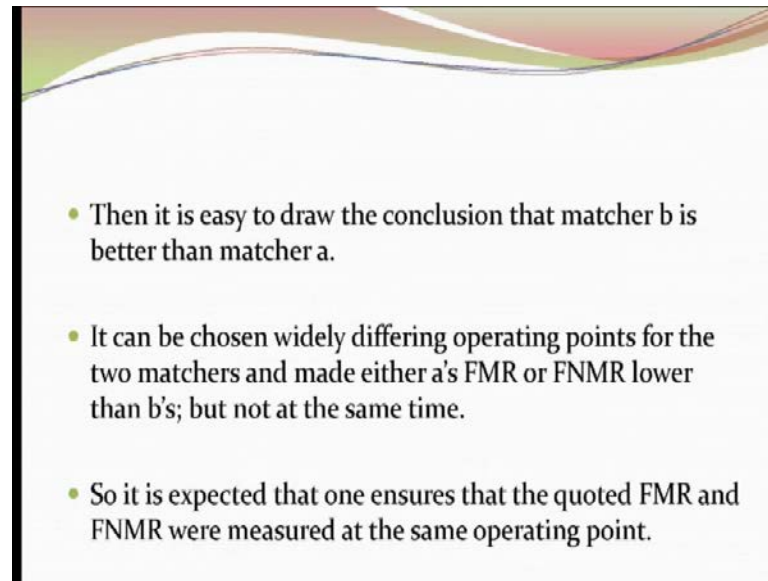 Then it is easy to draw the conclusion that matcher b is
better than matcher a.
It can be chosen widely differing operating points for the
two matchers and made either a's FMR or FNMR lower
than b's; but not at the same time.
So it is expected that one ensures that the quoted FMR and
FNMR were measured at the same operating point.